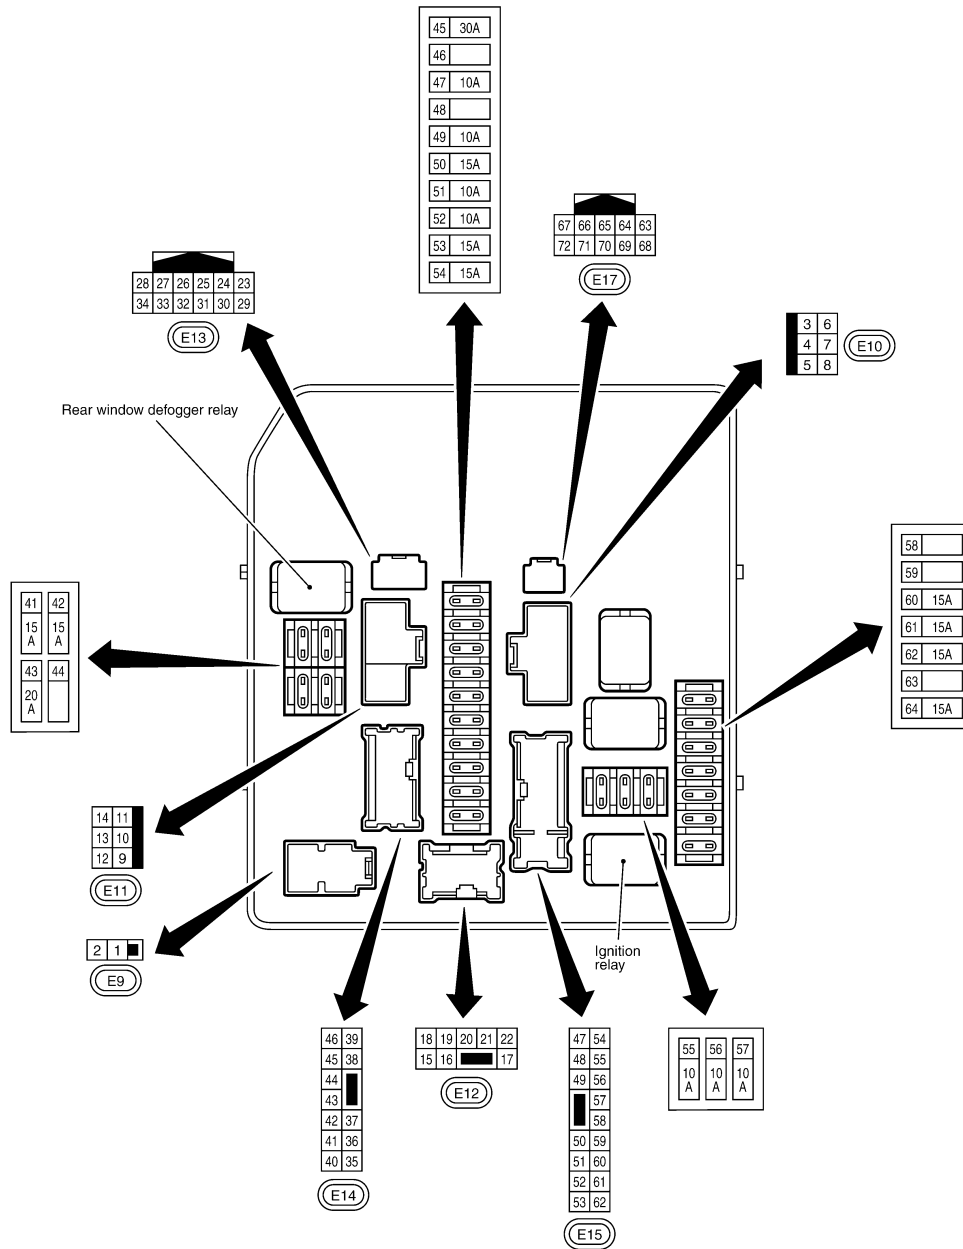 45 30A
46
47 10A
48
49 10A
50 15A
51 10A
52 10A
53 15A
54 15A
67 66 65 64 63
72 71 70 69 68
E17
28 27 26 25 24 23
34 33 32 31 30 29
E13
3 6
4 7
5 8
E10
Rear window defogger relay
58
59
60 15A
61 15A
62 15A
63
64 15A
41 42
15 15
A A
43 44
20
A
14 11
13 10
12 9
E11
2 1
E9
Ignition
relay
46 39
45 38
44
43
42 37
41 36
40 35
E14
18 19 20 21 22
15 16 17
E12
47 54
48 55
49 56
57
58
50 59
51 60
52 61
53 62
E15
55 56 57
10 10 10
A A A